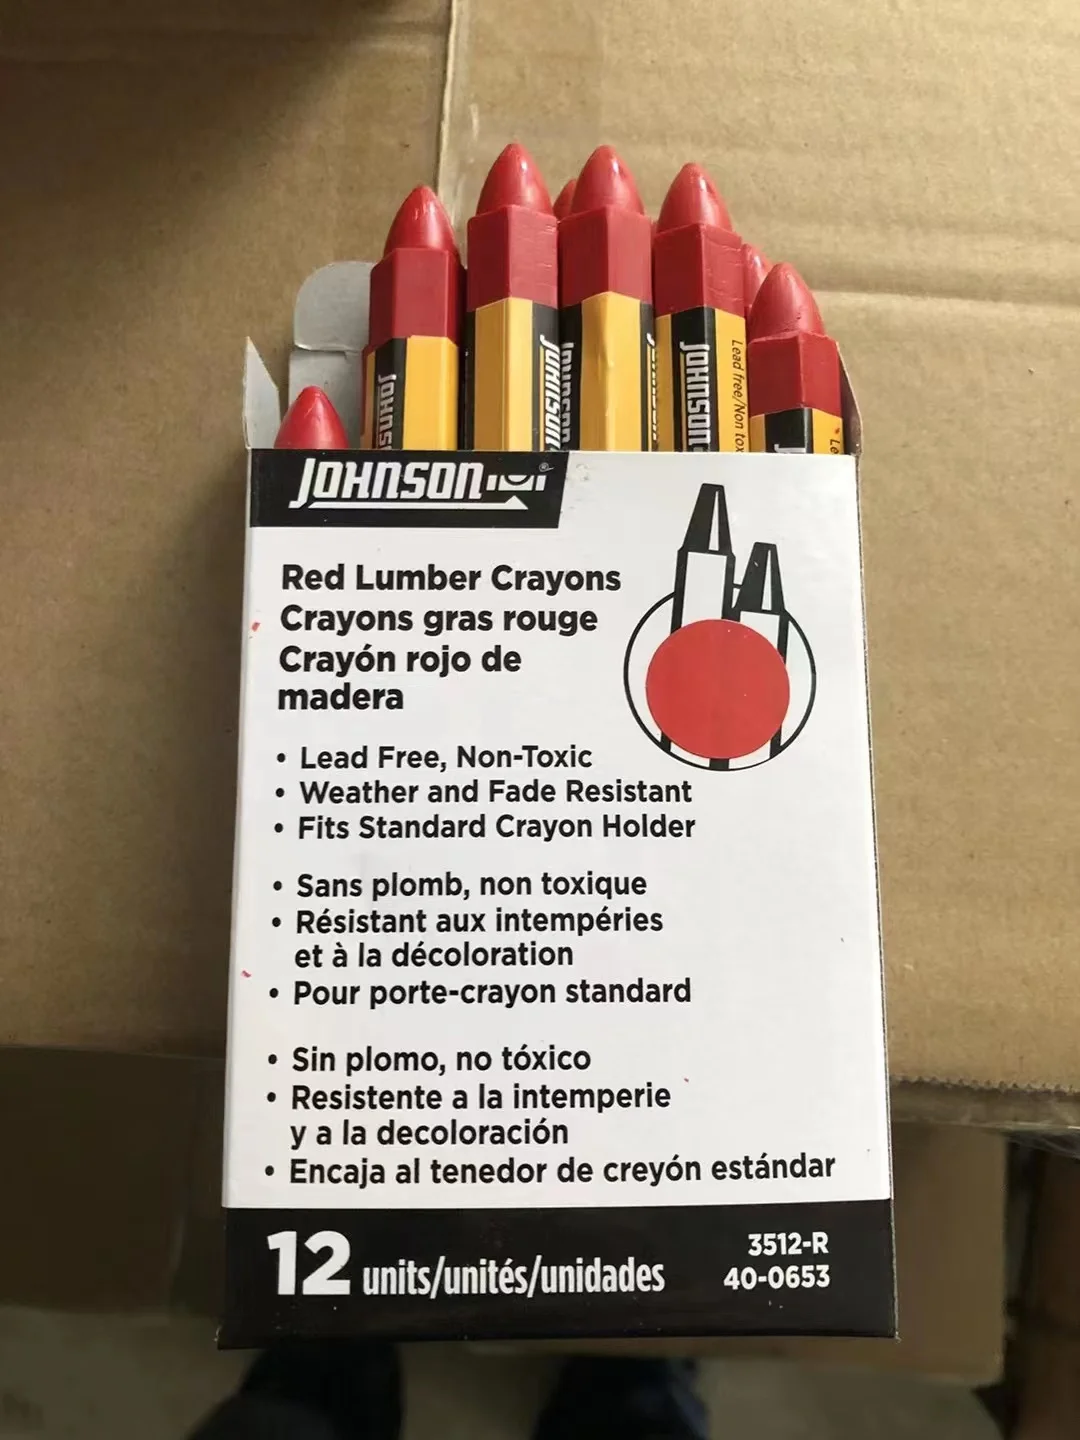 JOHNSON
JOHNSON
JOHNSON
JOHNSON
Lead free/Non tox
Le
JOHNSON ®
Red Lumber Crayons
Crayons gras rouge
Crayón rojo de
madera
• Lead Free, Non-Toxic
• Weather and Fade Resistant
• Fits Standard Crayon Holder
• Sans plomb, non toxique
• Résistant aux intempéries
et à la décoloration
• Pour porte-crayon standard
• Sin plomo, no tóxico
• Resistente a la intemperie
y a la decoloración
• Encaja al tenedor de creyón estándar
12 units/unités/unidades
3512-R
40-0653